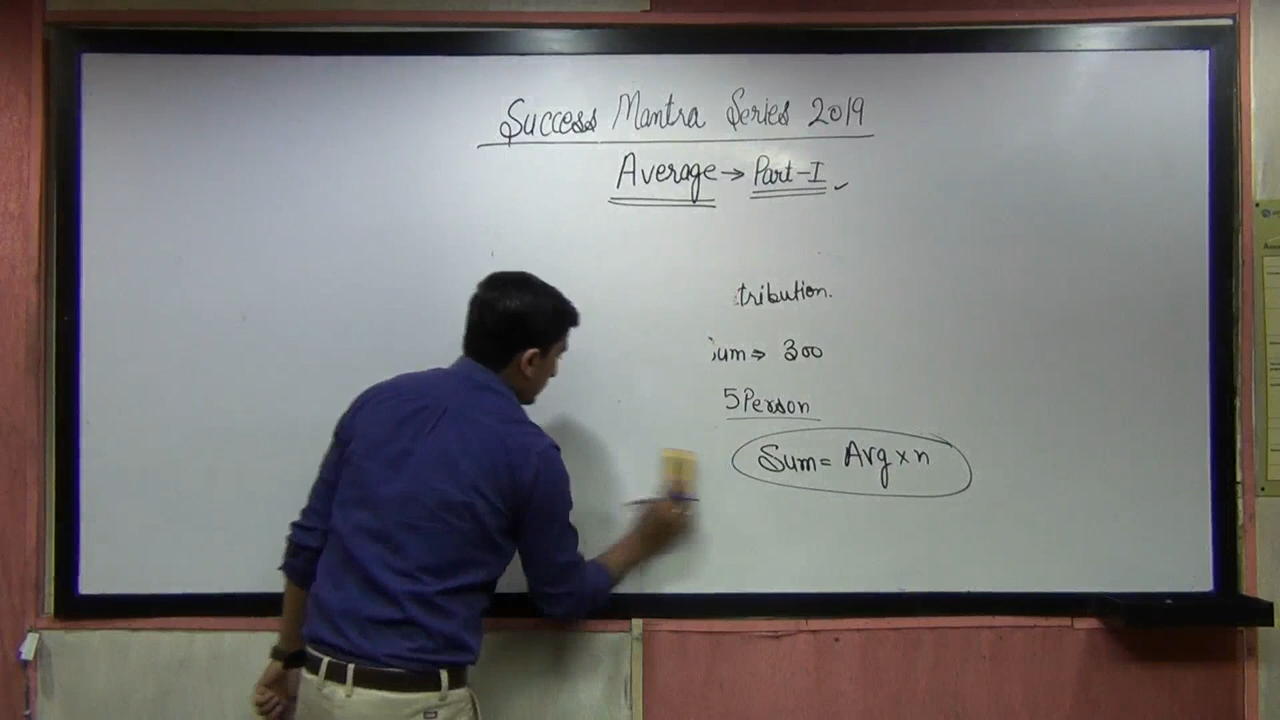 Success Mantra Series 2019
Average → Part-I ✓
tribution.
um ⇒ 300
5 Person
Sum = Avg × n